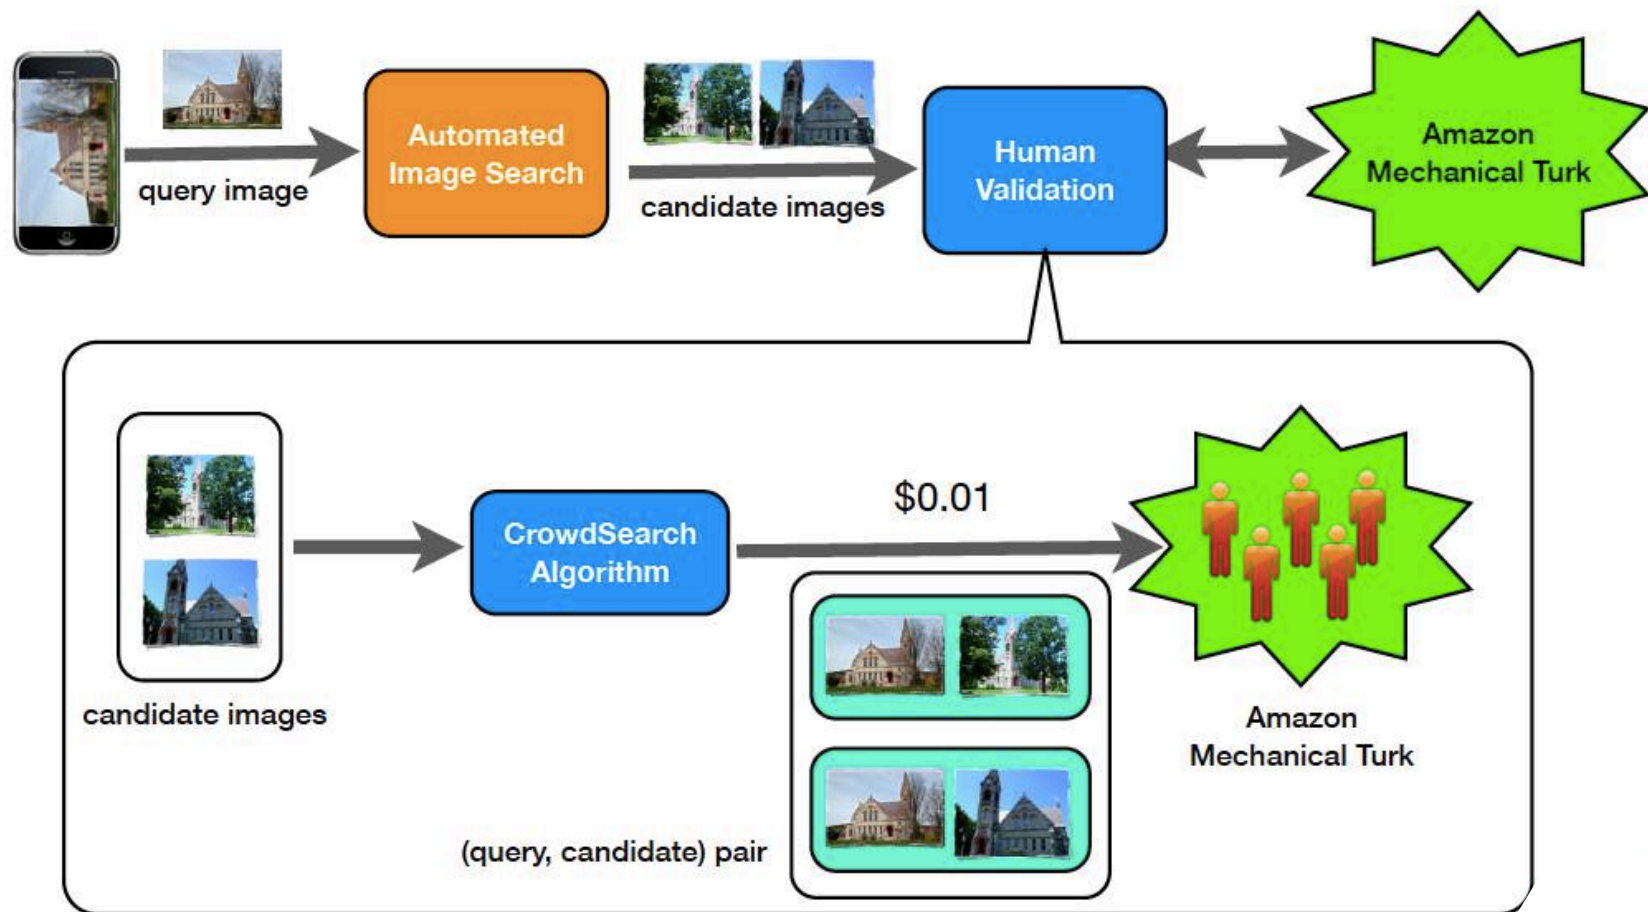 query image
Automated
Image Search
candidate images
Human
Validation
Amazon
Mechanical Turk
candidate images
CrowdSearch
Algorithm
$0.01
(query, candidate) pair
Amazon
Mechanical Turk